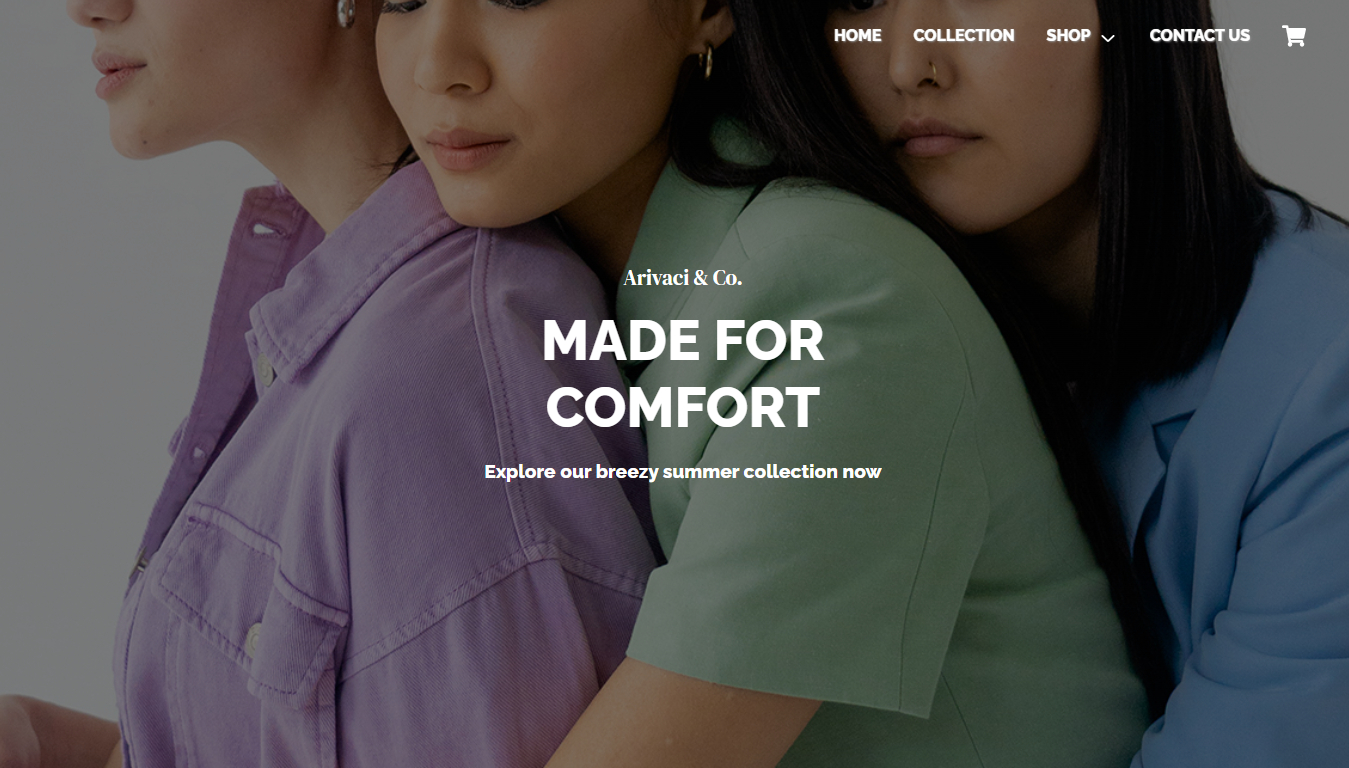 HOME COLLECTION SHOP CONTACT US
Arivaci & Co.
MADE FOR
COMFORT
Explore our breezy summer collection now